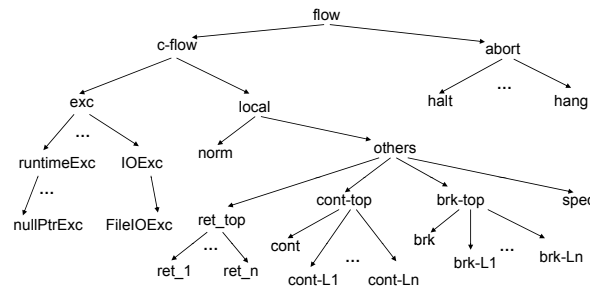 flow
c-flow abort
exc local ... halt hang
... norm others
runtimeExc IOExc
... ret_top cont-top brk-top spec
nullPtrExc FileIOExc cont brk
... ... ...
ret_1 ret_n cont-L1 cont-Ln brk-L1 brk-Ln